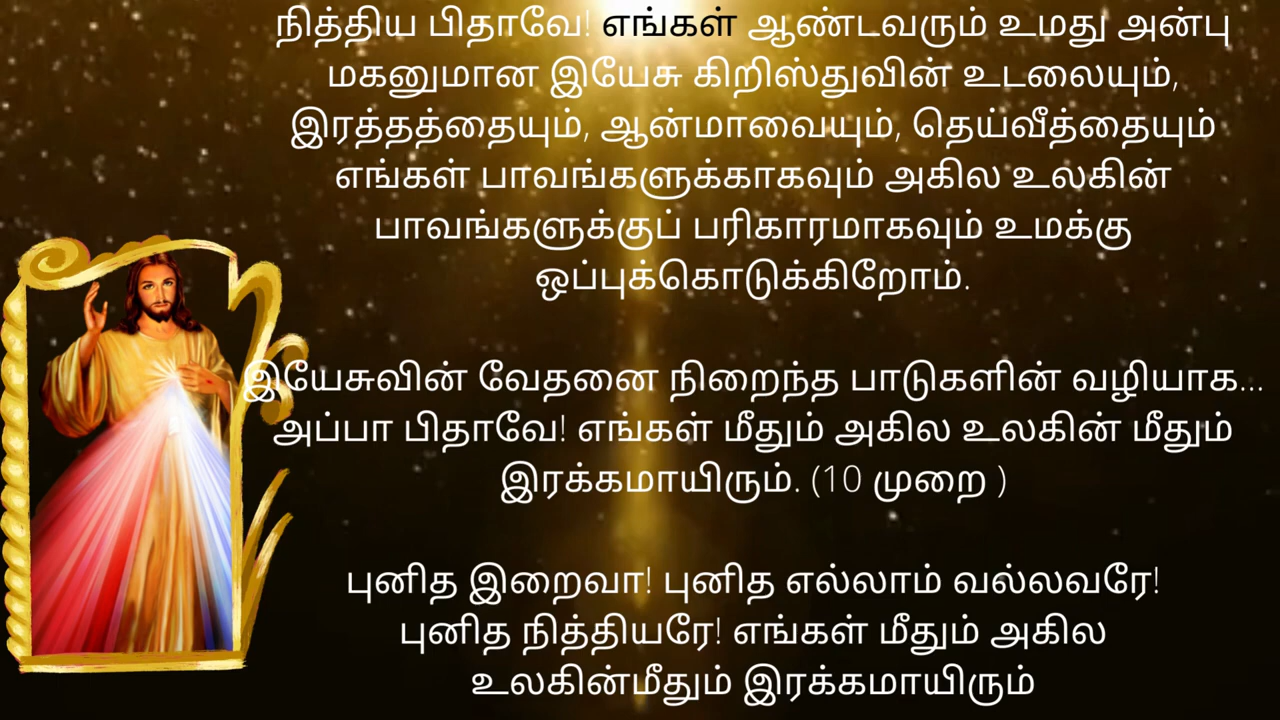 நித்திய பிதாவே! எங்கள் ஆண்டவரும் உமது அன்பு
மகனுமான இயேசு கிறிஸ்துவின் உடலையும்,
இரத்தத்தையும், ஆன்மாவையும், தெய்வீத்தையும்
எங்கள் பாவங்களுக்காகவும் அகில உலகின்
பாவங்களுக்குப் பரிகாரமாகவும் உமக்கு
ஒப்புக்கொடுக்கிறோம்.
இயேசுவின் வேதனை நிறைந்த பாடுகளின் வழியாக...
அப்பா பிதாவே! எங்கள் மீதும் அகில உலகின் மீதும்
இரக்கமாயிரும். (10 முறை )
புனித இறைவா! புனித எல்லாம் வல்லவரே!
புனித நித்தியரே! எங்கள் மீதும் அகில
உலகின்மீதும் இரக்கமாயிரும்